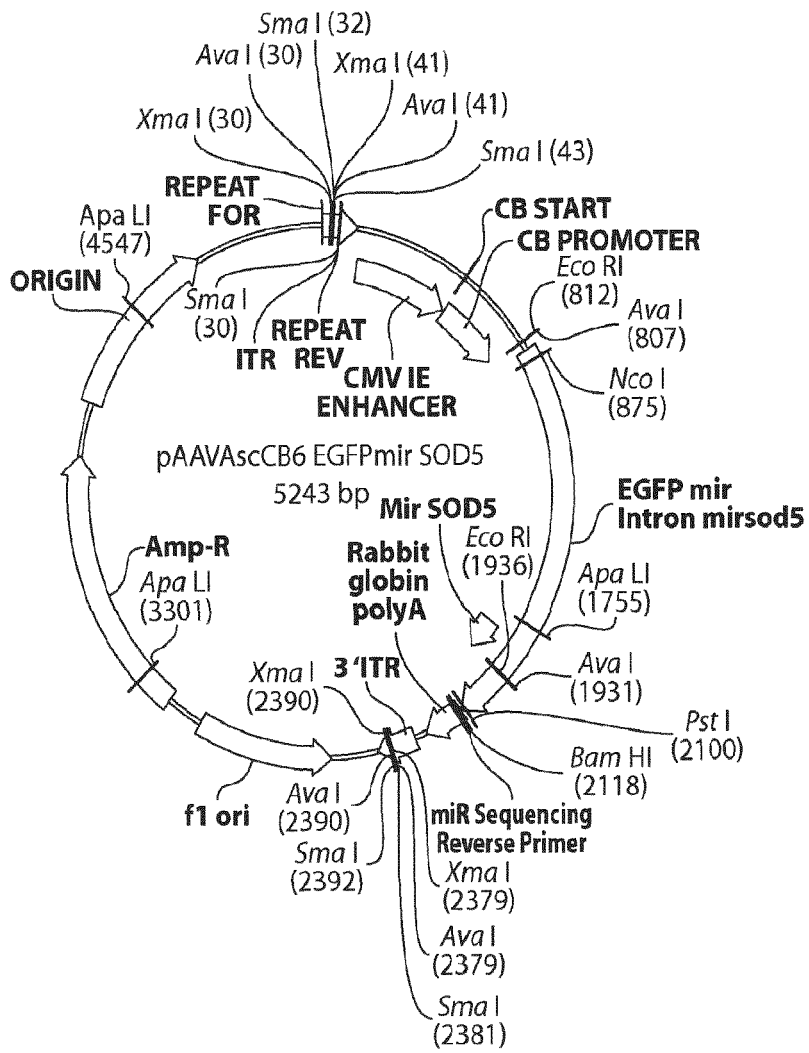 Sma I (32)
Ava I (30)
Xma I (41)
Xma I (30)
Ava I (41)
Sma I (43)
REPEAT
FOR
CB START
CB PROMOTER
Apa LI
(4547)
Eco RI
(812)
ORIGIN
Sma I
(30)
Ava I
(807)
ITR
REPEAT
REV
CMV IE
ENHANCER
Nco I
(875)
pAAVAscCB6 EGFPmir SOD5
5243 bp
Mir SOD5
EGFP mir
Intron mirsod5
Eco RI
(1936)
Amp-R
Rabbit
globin
polyA
Apa LI
(3301)
Apa LI
(1755)
Xma I
(2390)
3 'ITR
Ava I
(1931)
Pst I
(2100)
Bam HI
(2118)
f1 ori
Ava I
(2390)
miR Sequencing
Reverse Primer
Sma I
(2392)
Xma I
(2379)
Ava I
(2379)
Sma I
(2381)